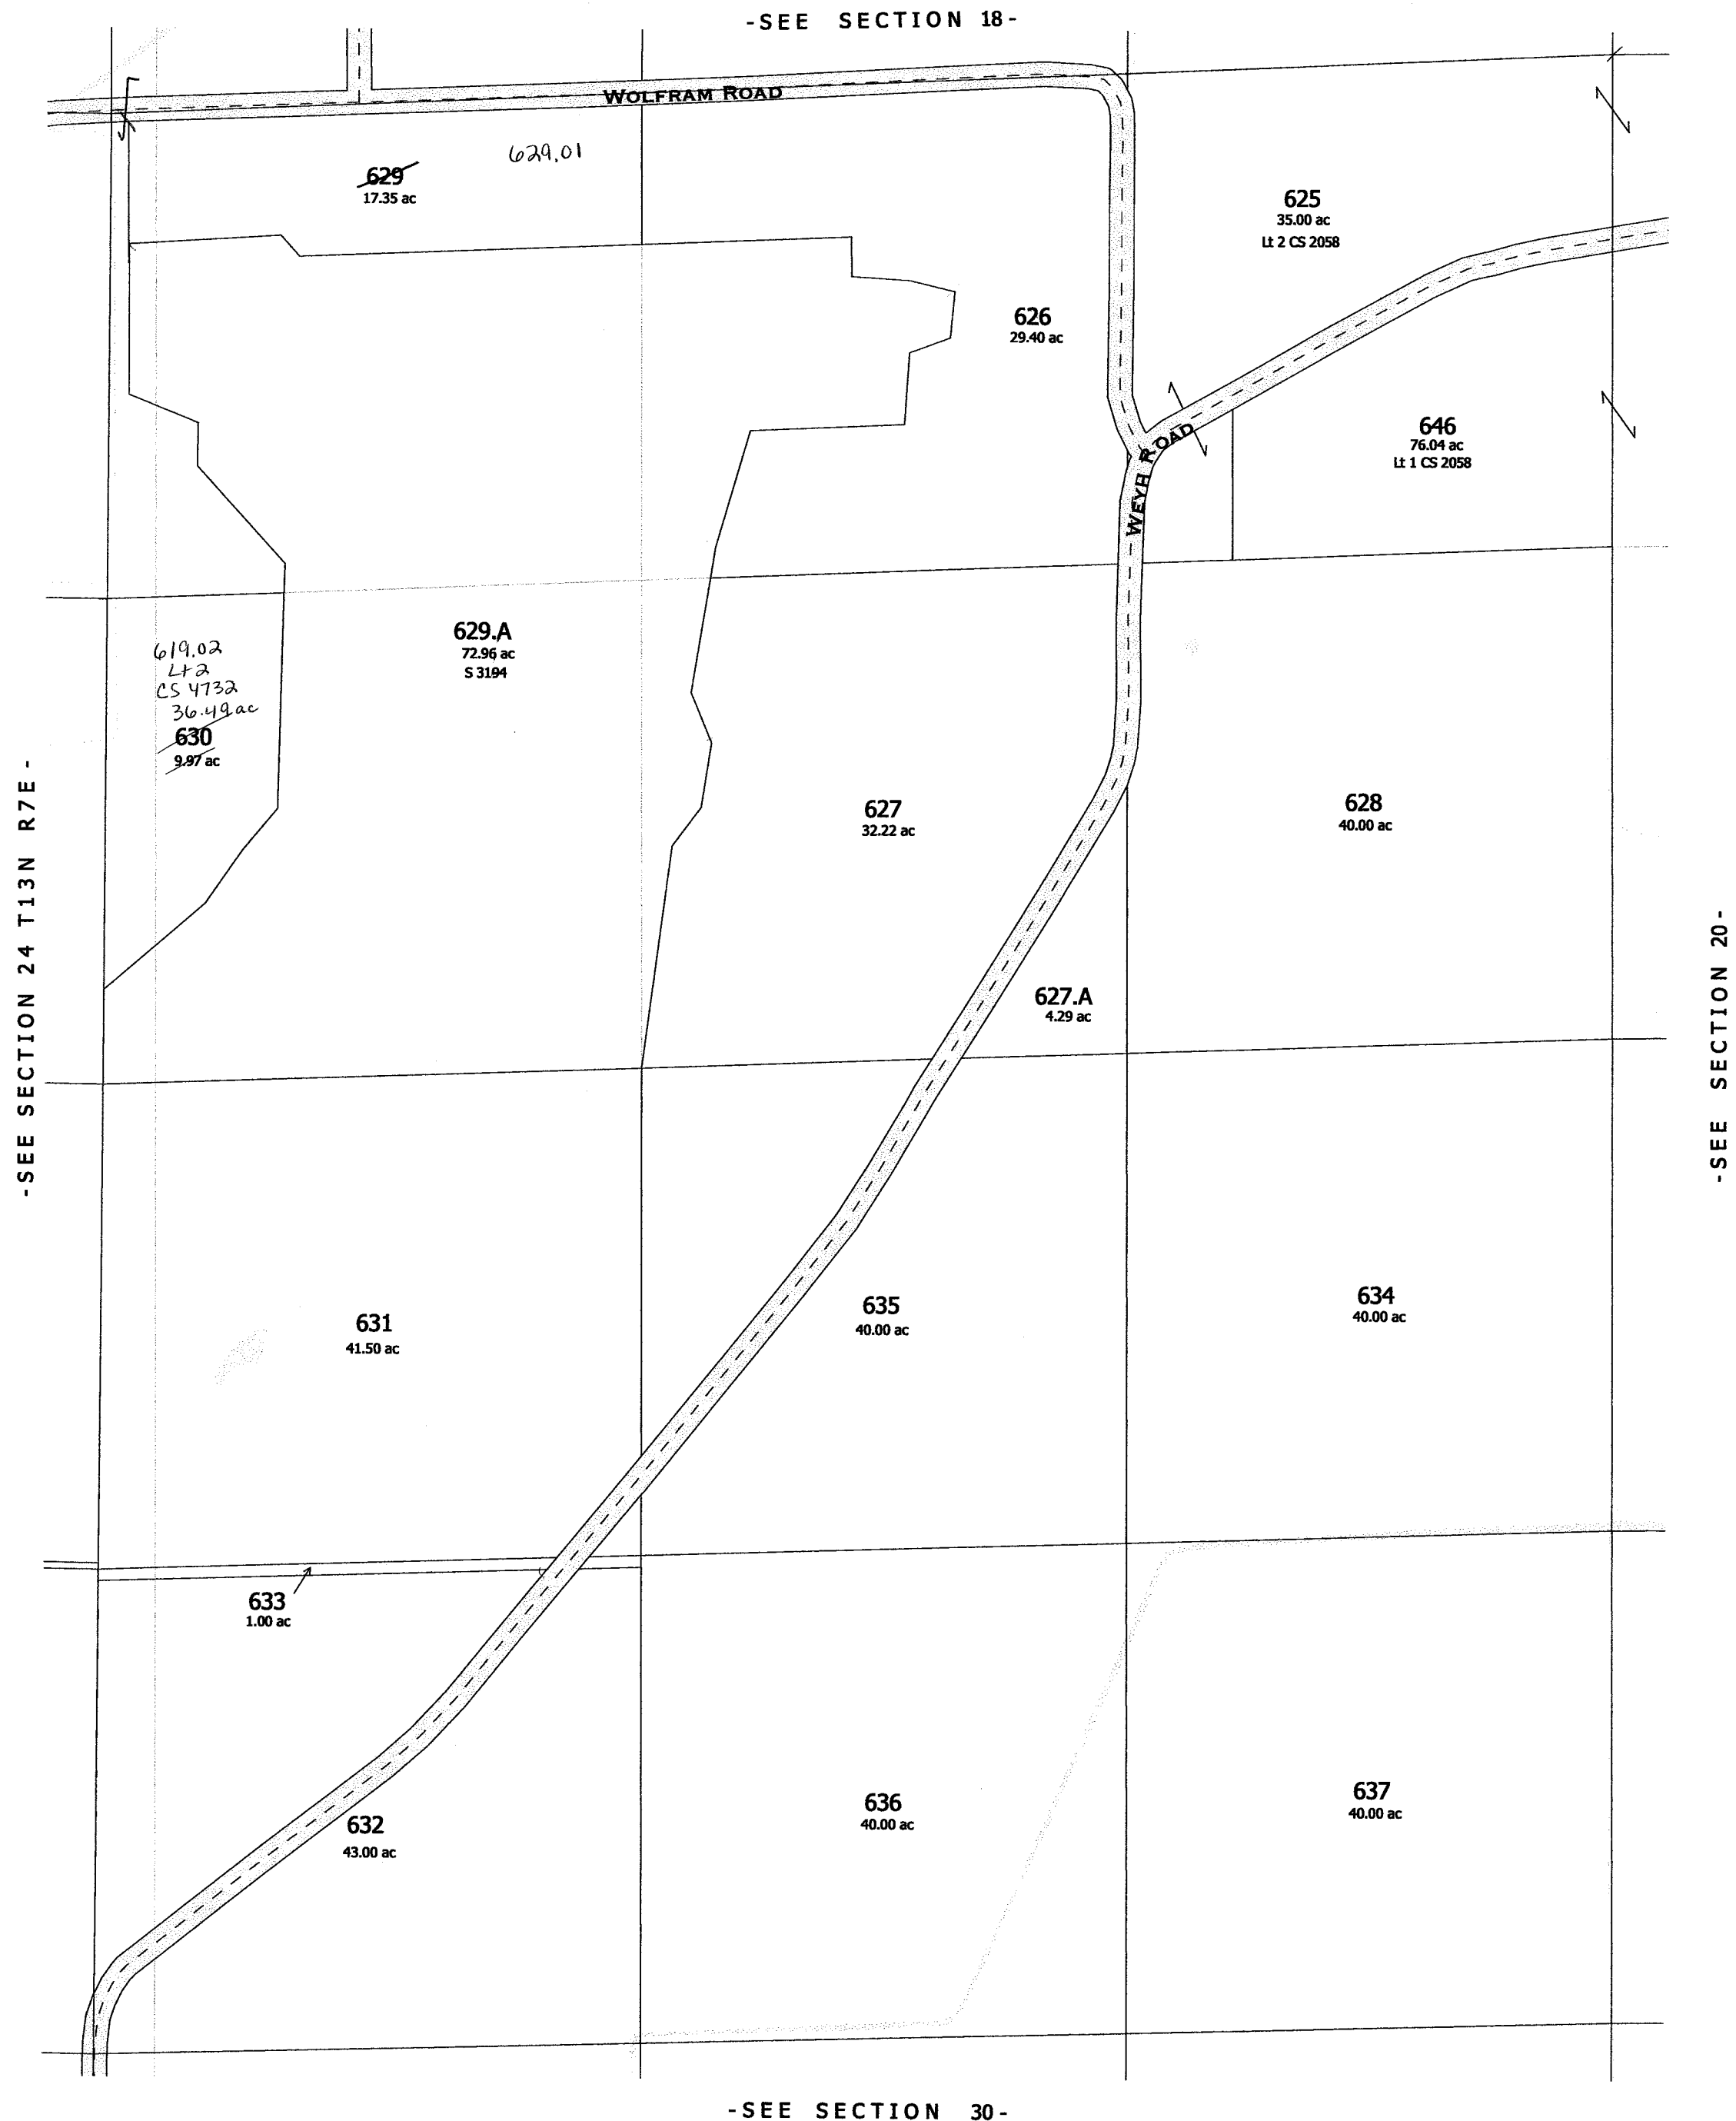 -SEE SECTION 18-
WOLFRAM ROAD
629.01
629
17.35 ac
625
35.00 ac
Lt 2 CS 2058
626
29.40 ac
646
76.04 ac
Lt 1 CS 2058
WEYH ROAD
629.A
72.96 ac
S 3194
619.02
Lt 2
CS 4732
36.49 ac
630
9.97 ac
-SEE SECTION 24 T13N R7E-
627
32.22 ac
628
40.00 ac
-SEE SECTION 20-
627.A
4.29 ac
631
41.50 ac
635
40.00 ac
634
40.00 ac
633
1.00 ac
632
43.00 ac
636
40.00 ac
637
40.00 ac
-SEE SECTION 30-